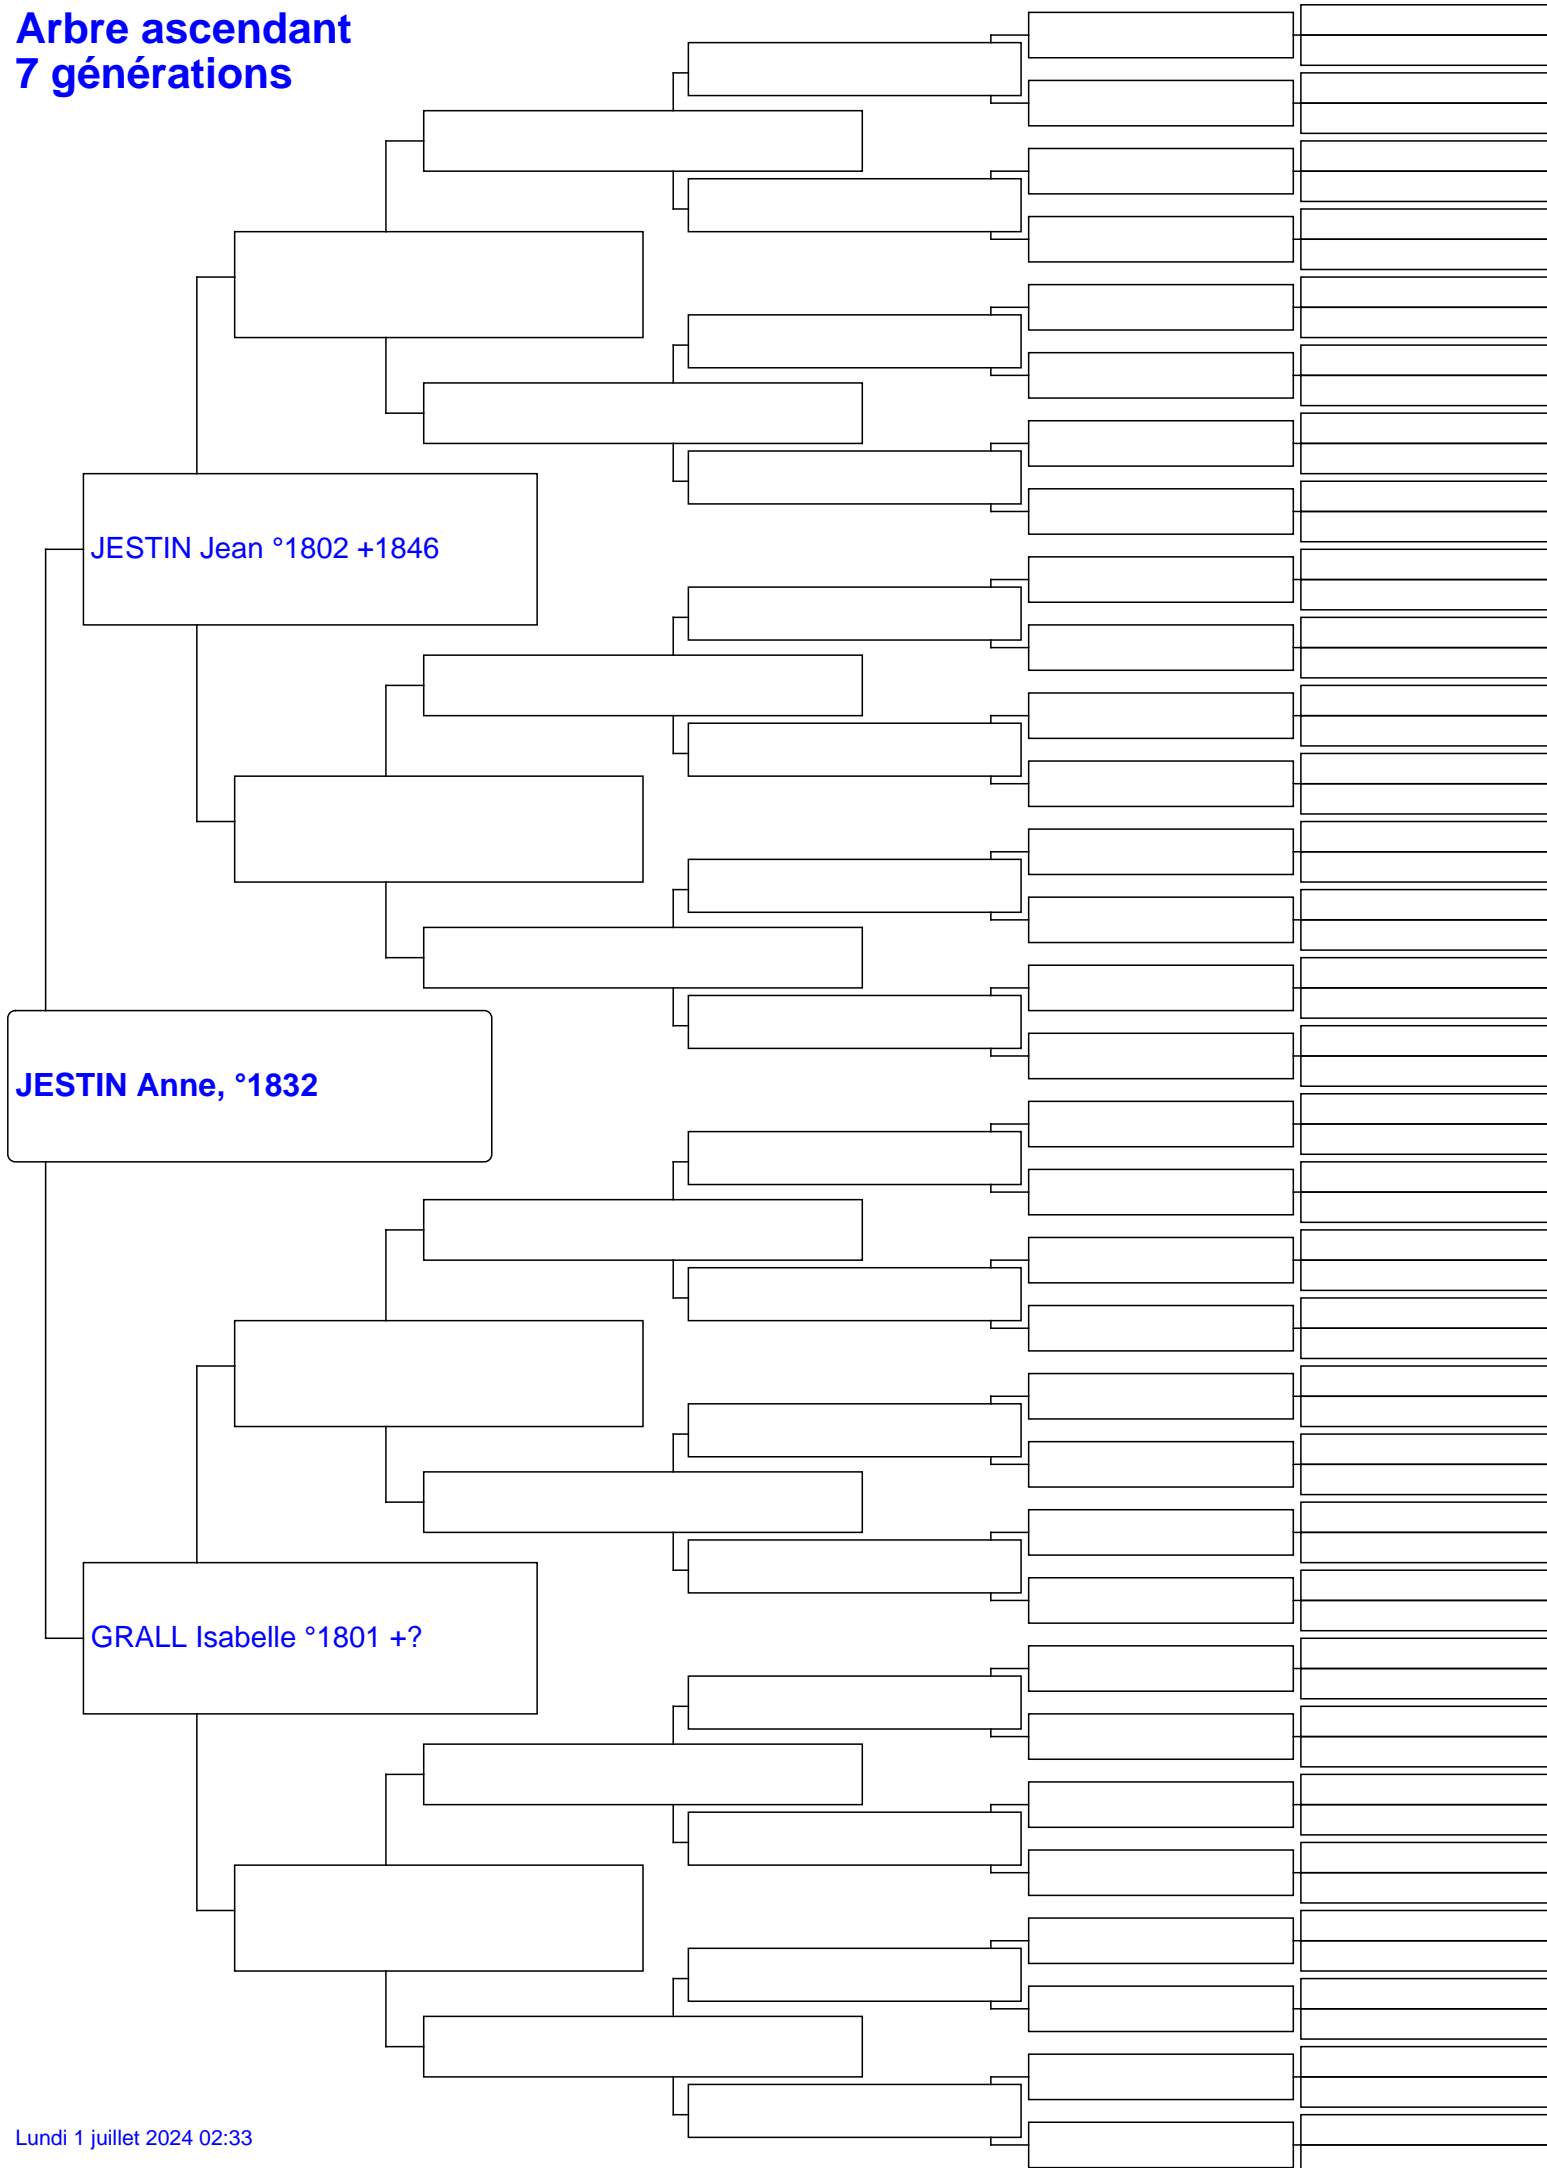 Arbre ascendant
7 générations
JESTIN Jean °1802 +1846
JESTIN Anne, °1832
GRALL Isabelle °1801 +?
Lundi 1 juillet 2024 02:33